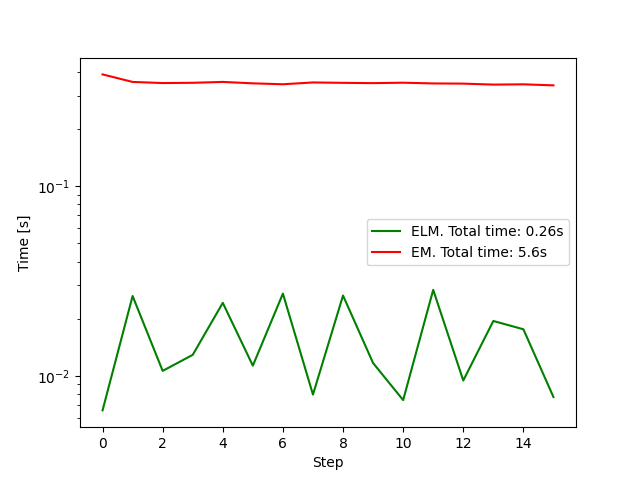 10⁻¹
10⁻²
Time [s]
ELM. Total time: 0.26s
EM. Total time: 5.6s
0 2 4 6 8 10 12 14
Step